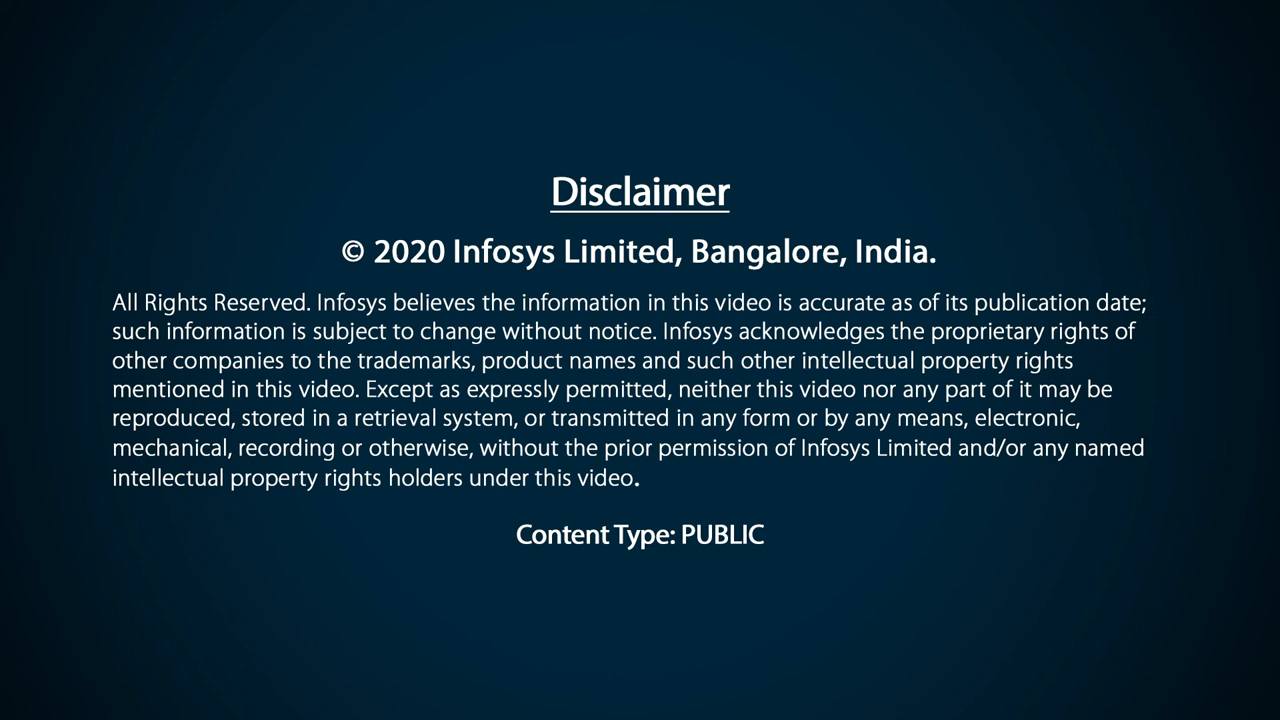 Disclaimer
© 2020 Infosys Limited, Bangalore, India.
All Rights Reserved. Infosys believes the information in this video is accurate as of its publication date;
such information is subject to change without notice. Infosys acknowledges the proprietary rights of
other companies to the trademarks, product names and such other intellectual property rights
mentioned in this video. Except as expressly permitted, neither this video nor any part of it may be
reproduced, stored in a retrieval system, or transmitted in any form or by any means, electronic,
mechanical, recording or otherwise, without the prior permission of Infosys Limited and/or any named
intellectual property rights holders under this video.
Content Type: PUBLIC